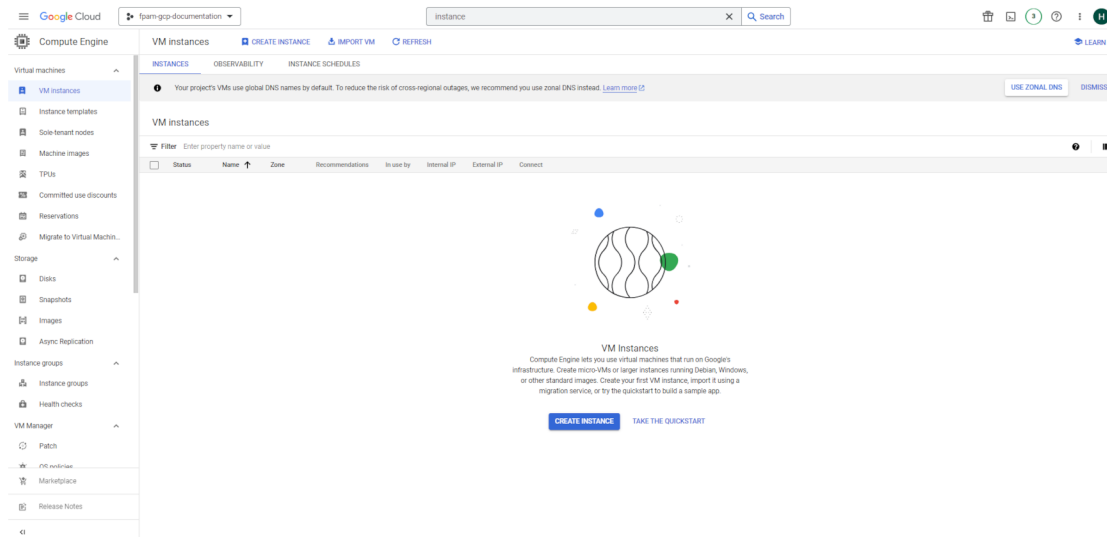 Google Cloud
fpam-gcp-documentation
instance
Search
3
H
Compute Engine
VM instances
CREATE INSTANCE
IMPORT VM
REFRESH
LEARN
Virtual machines
VM instances
Instance templates
Sole-tenant nodes
Machine images
TPUs
Committed use discounts
Reservations
Migrate to Virtual Machin...
Storage
Disks
Snapshots
Images
Async Replication
Instance groups
Instance groups
Health checks
VM Manager
Patch
OS policies
Marketplace
Release Notes
INSTANCES OBSERVABILITY INSTANCE SCHEDULES
Your project's VMs use global DNS names by default. To reduce the risk of cross-regional outages, we recommend you use zonal DNS instead. Learn more
USE ZONAL DNS
DISMISS
VM instances
Filter Enter property name or value
Status Name Zone Recommendations In use by Internal IP External IP Connect
VM Instances
Compute Engine lets you use virtual machines that run on Google's
infrastructure. Create micro-VMs or larger instances running Debian, Windows,
or other standard images. Create your first VM instance, import it using a
migration service, or try the quickstart to build a sample app.
CREATE INSTANCE TAKE THE QUICKSTART